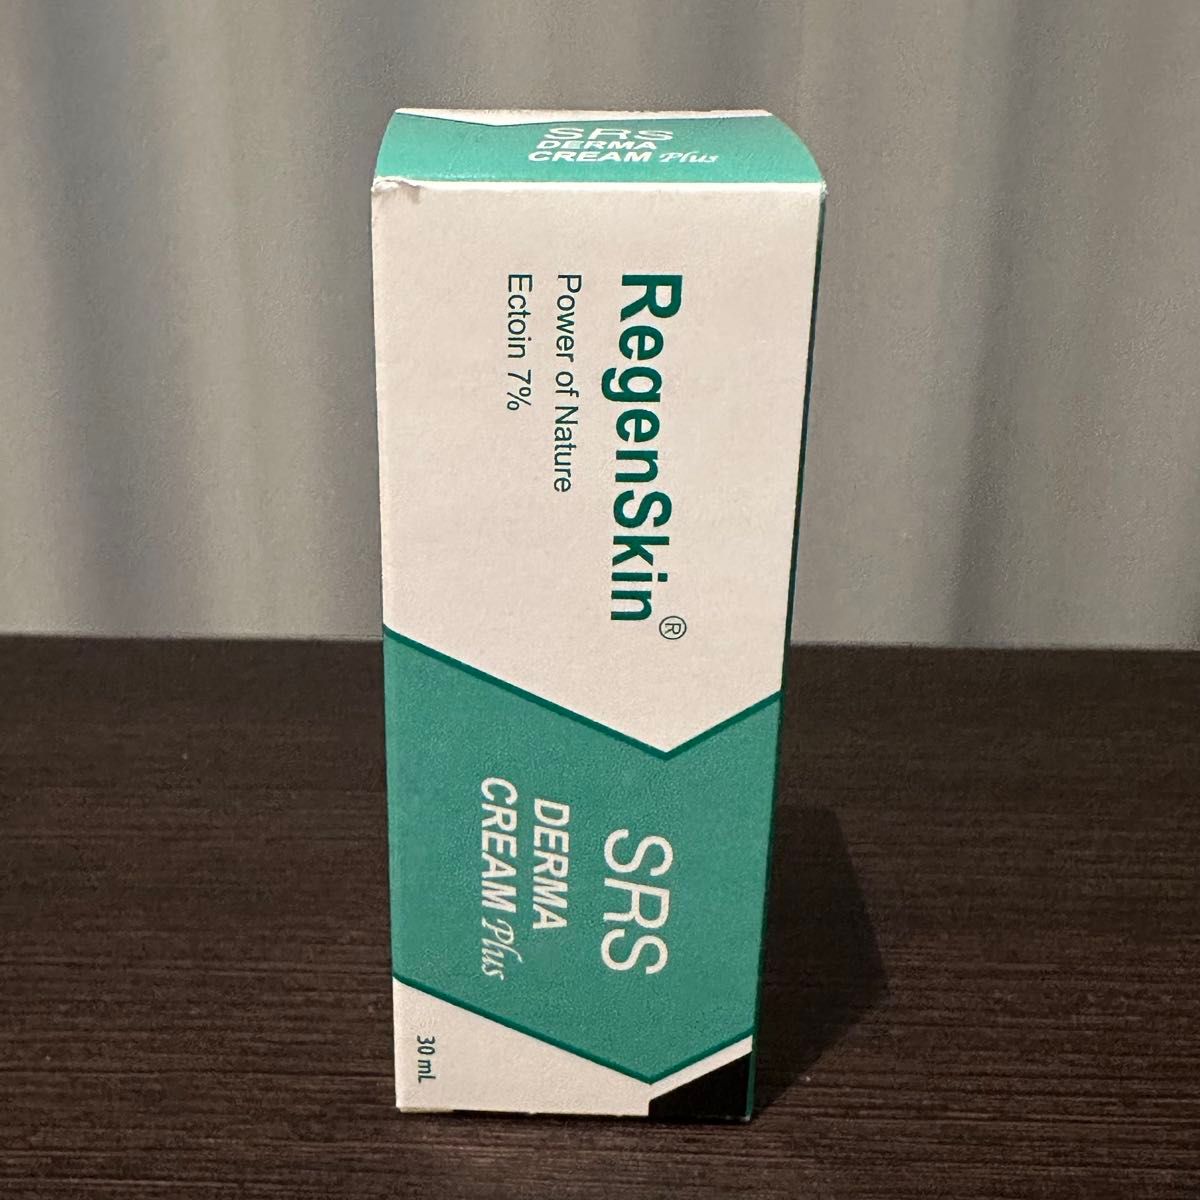 SRS
DERMA
CREAM Plus
RegenSkin®
Power of Nature
Ectoin 7%
SRS
DERMA
CREAM Plus
30 mL